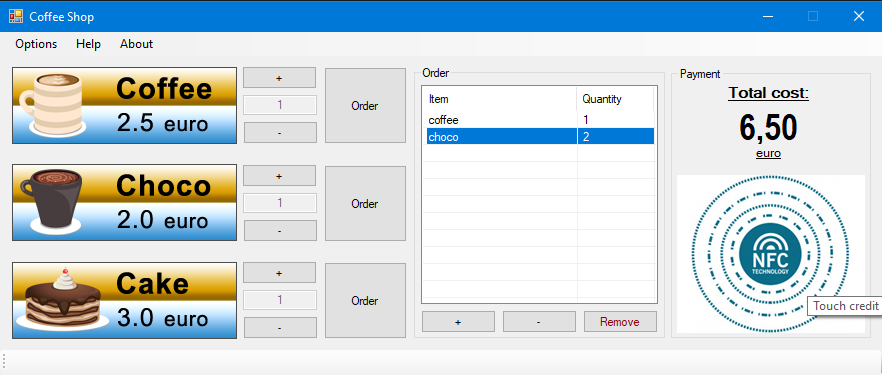 Coffee Shop
Options Help About
Coffee
2.5 euro
+
1
-
Order
Choco
2.0 euro
+
1
-
Order
Cake
3.0 euro
+
1
-
Order
Order
Item Quantity
coffee 1
choco 2
+ - Remove
Payment
Total cost:
6,50
euro
NFC
TECHNOLOGY
Touch credit